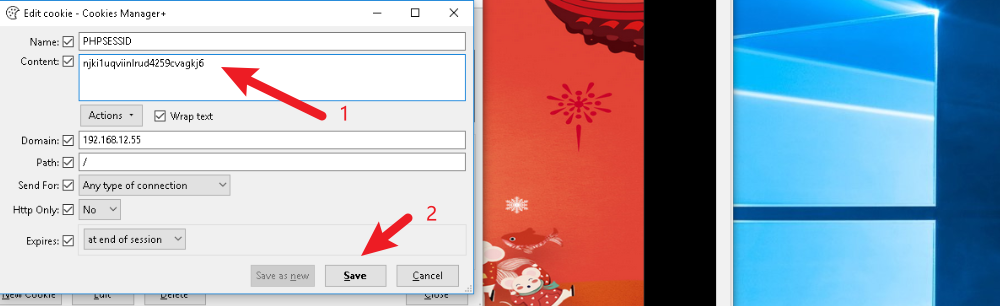 Edit cookie - Cookies Manager+
Name: PHPSESSID
Content: njki1uqviinlrud4259cvagkj6
1
Actions Wrap text
Domain: 192.168.12.55
Path: /
Send For: Any type of connection
Http Only: No
2
Expires: at end of session
Save as new Save Cancel
New Cookie Edit Delete Close